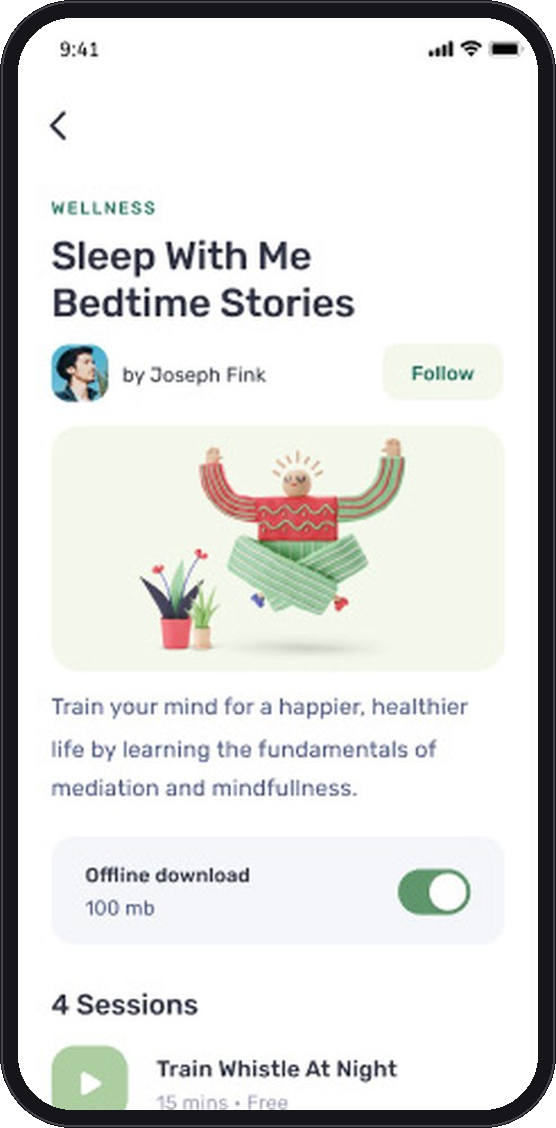 9:41
WELLNESS
Sleep With Me
Bedtime Stories
by Joseph Fink
Follow
Train your mind for a happier, healthier
life by learning the fundamentals of
mediation and mindfullness.
Offline download
100 mb
4 Sessions
Train Whistle At Night
15 mins • Free